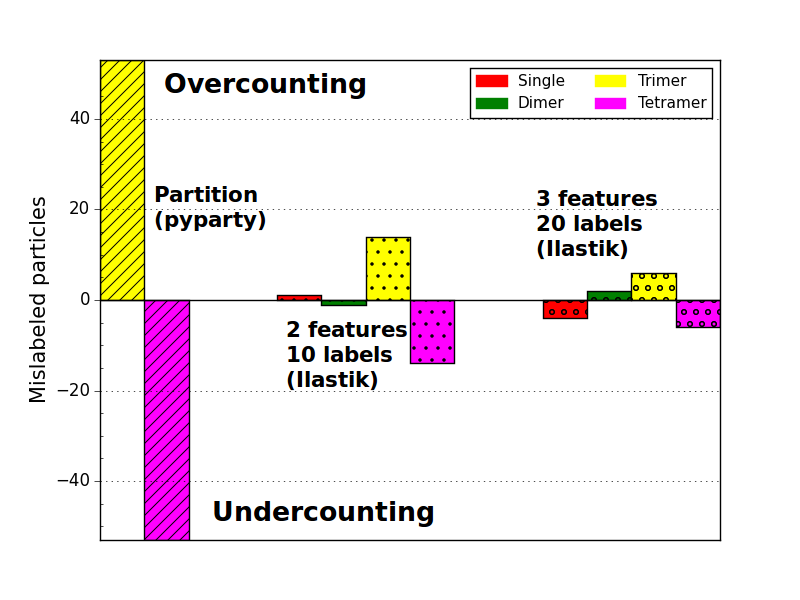 Overcounting
Single
Trimer
Dimer
Tetramer
Mislabeled particles
40
20
0
−20
−40
Partition
(pyparty)
3 features
20 labels
(Ilastik)
2 features
10 labels
(Ilastik)
Undercounting